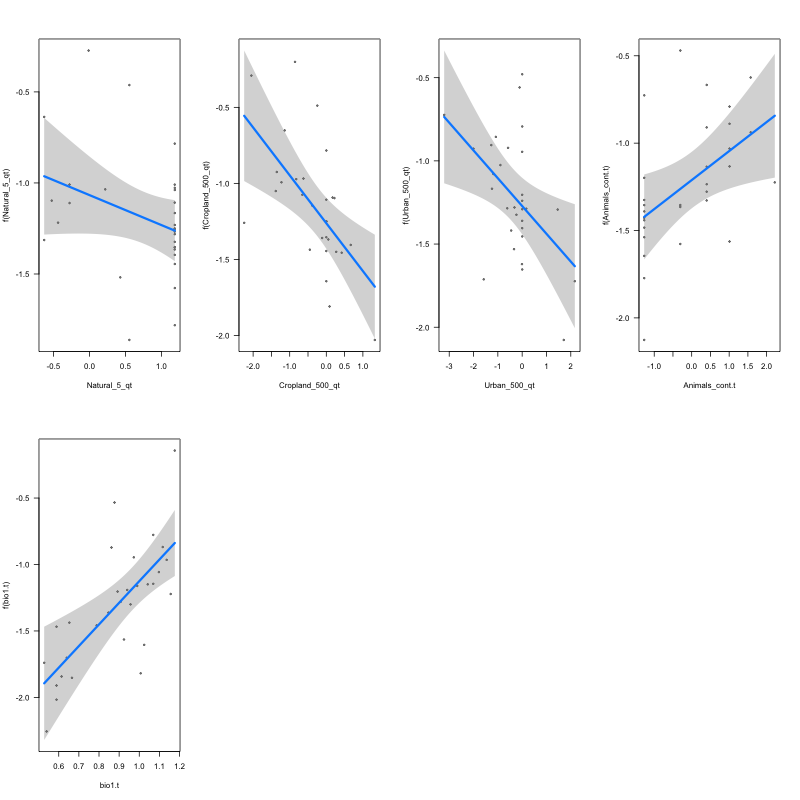 f(Natural_5_qt)
-0.5
-1.0
-1.5
-0.5 0.0 0.5 1.0
Natural_5_qt
f(Cropland_500_qt)
-0.5
-1.0
-1.5
-2.0
-2.0 -1.0 0.0 0.5 1.0
Cropland_500_qt
f(Urban_500_qt)
-0.5
-1.0
-1.5
-2.0
-3 -2 -1 0 1 2
Urban_500_qt
f(Animals_cont.t)
-0.5
-1.0
-1.5
-2.0
-1.0 0.0 0.5 1.0 1.5 2.0
Animals_cont.t
f(bio1.t)
-0.5
-1.0
-1.5
-2.0
0.6 0.7 0.8 0.9 1.0 1.1 1.2
bio1.t